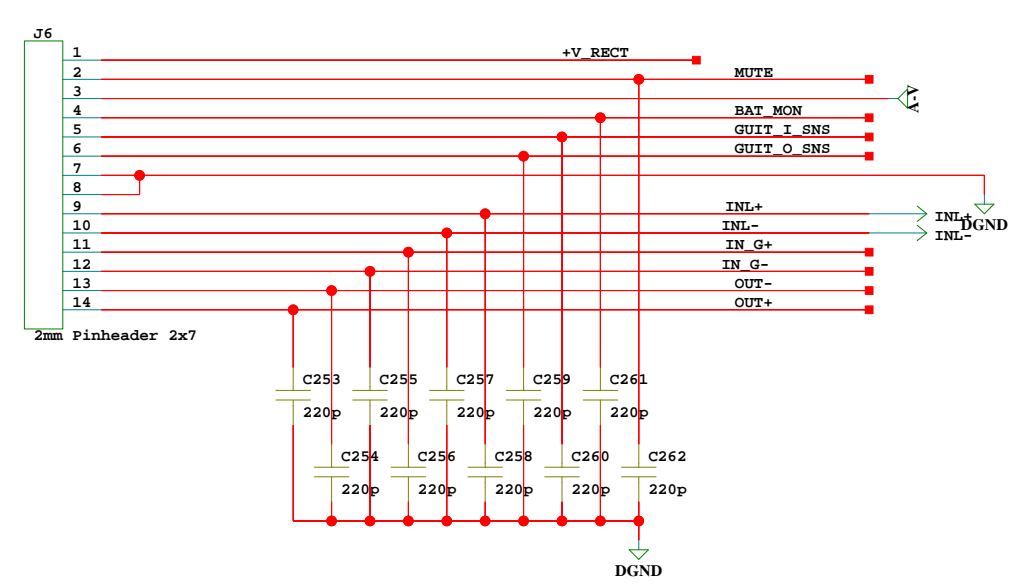 J6
1 +V_RECT
2 MUTE
3 A-V
4 BAT_MON
5 GUIT_I_SNS
6 GUIT_O_SNS
7
8
9 INL+ INL+ DGND
10 INL- INL-
11 IN_G+
12 IN_G-
13 OUT-
14 OUT+
2mm Pinheader 2x7
C253 C255 C257 C259 C261
220p 220p 220p 220p 220p
C254 C256 C258 C260 C262
220p 220p 220p 220p 220p
DGND